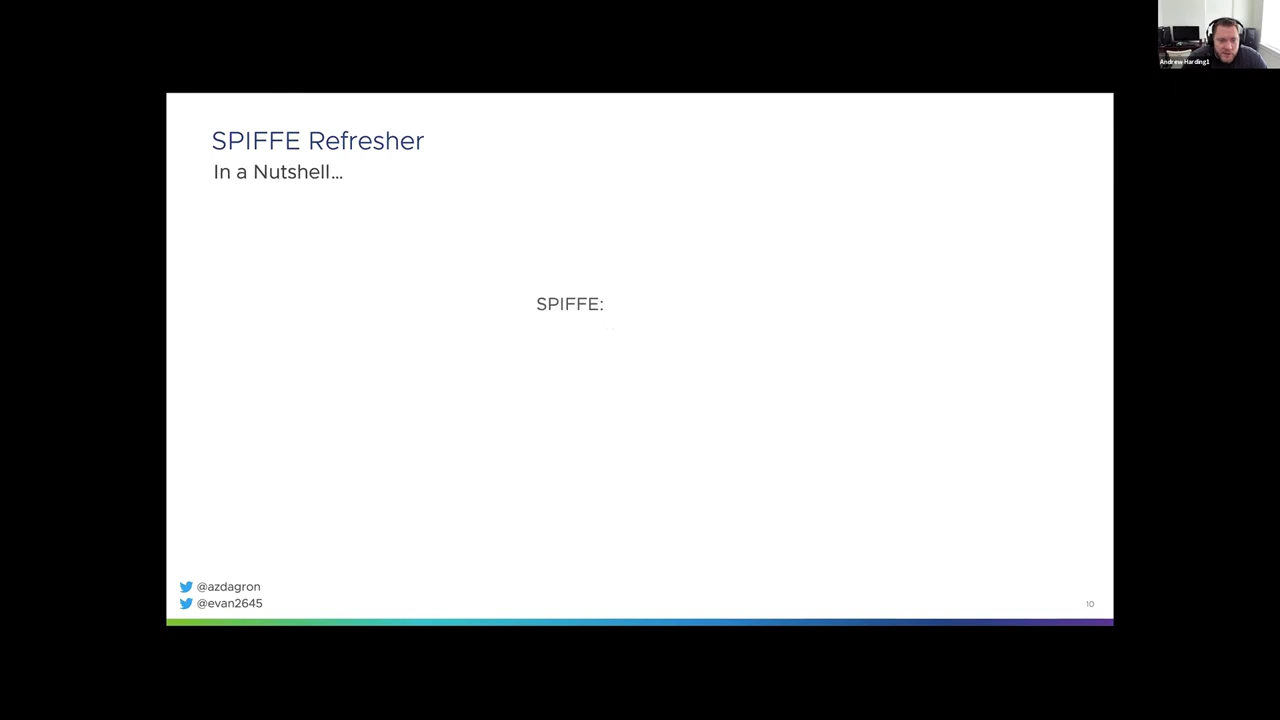 Andrew Harding1
SPIFFE Refresher
In a Nutshell...
SPIFFE:
@azdagron
@evan2645
10